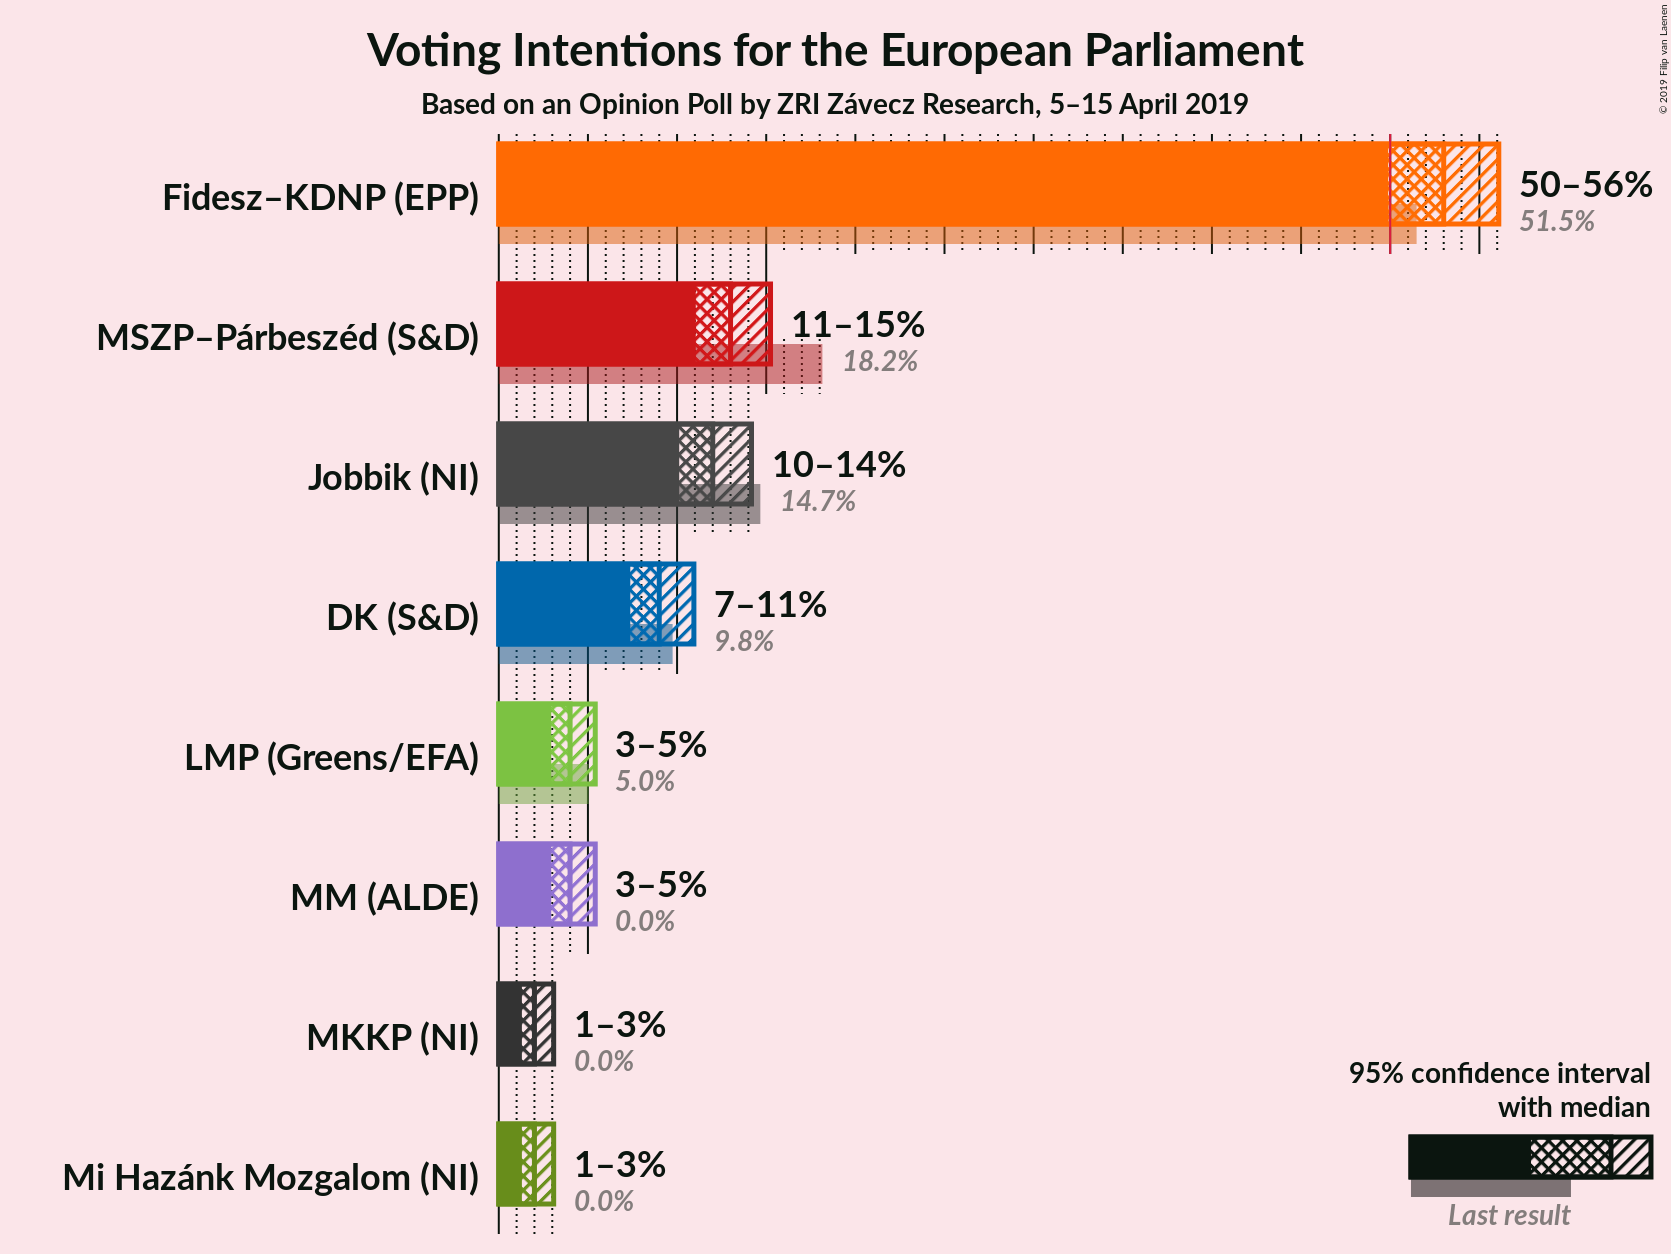 Voting Intentions for the European Parliament
Based on an Opinion Poll by ZRI Závecz Research, 5–15 April 2019
© 2019 Filip van Laenen
Fidesz–KDNP (EPP)
50–56%
51.5%
MSZP–Párbeszéd (S&D)
11–15%
18.2%
Jobbik (NI)
10–14%
14.7%
DK (S&D)
7–11%
9.8%
LMP (Greens/EFA)
3–5%
5.0%
MM (ALDE)
3–5%
0.0%
MKKP (NI)
1–3%
0.0%
Mi Hazánk Mozgalom (NI)
1–3%
0.0%
95% confidence interval
with median
Last result